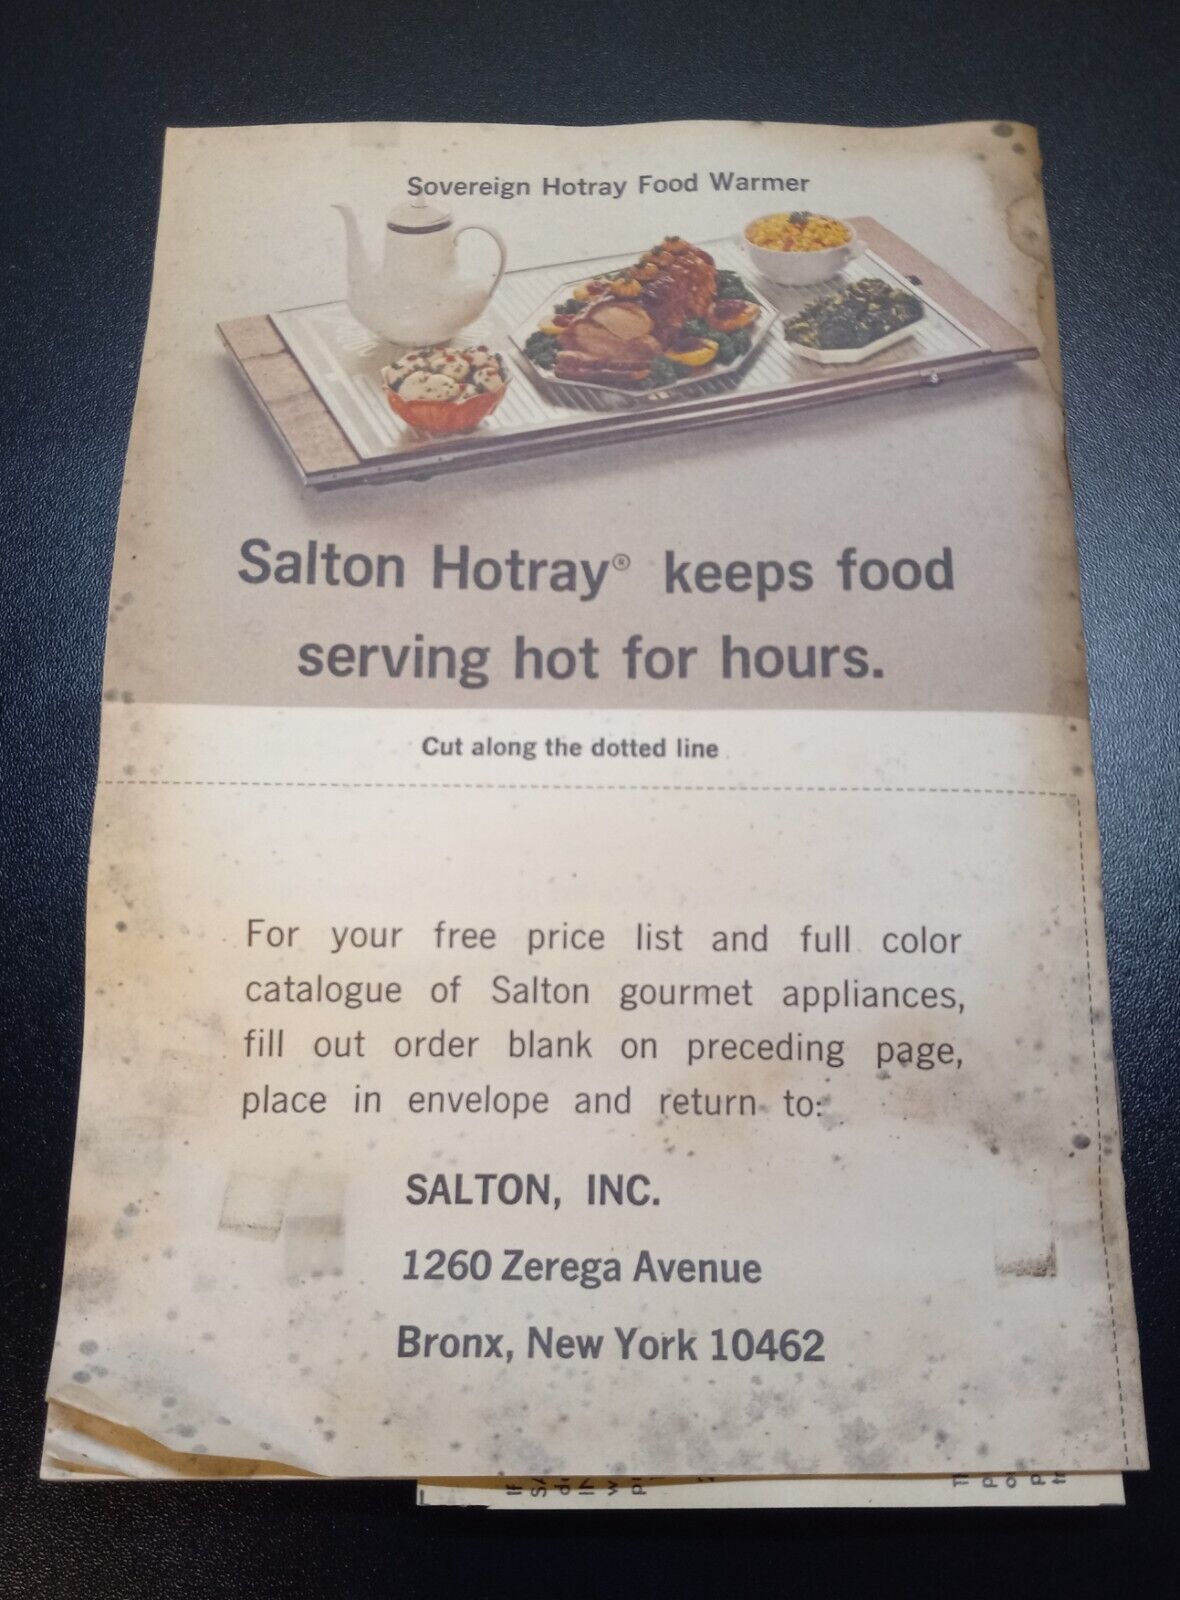 Sovereign Hotray Food Warmer
Salton Hotray® keeps food
serving hot for hours.
Cut along the dotted line
For your free price list and full color
catalogue of Salton gourmet appliances,
fill out order blank on preceding page,
place in envelope and return to:
SALTON, INC.
1260 Zerega Avenue
Bronx, New York 10462